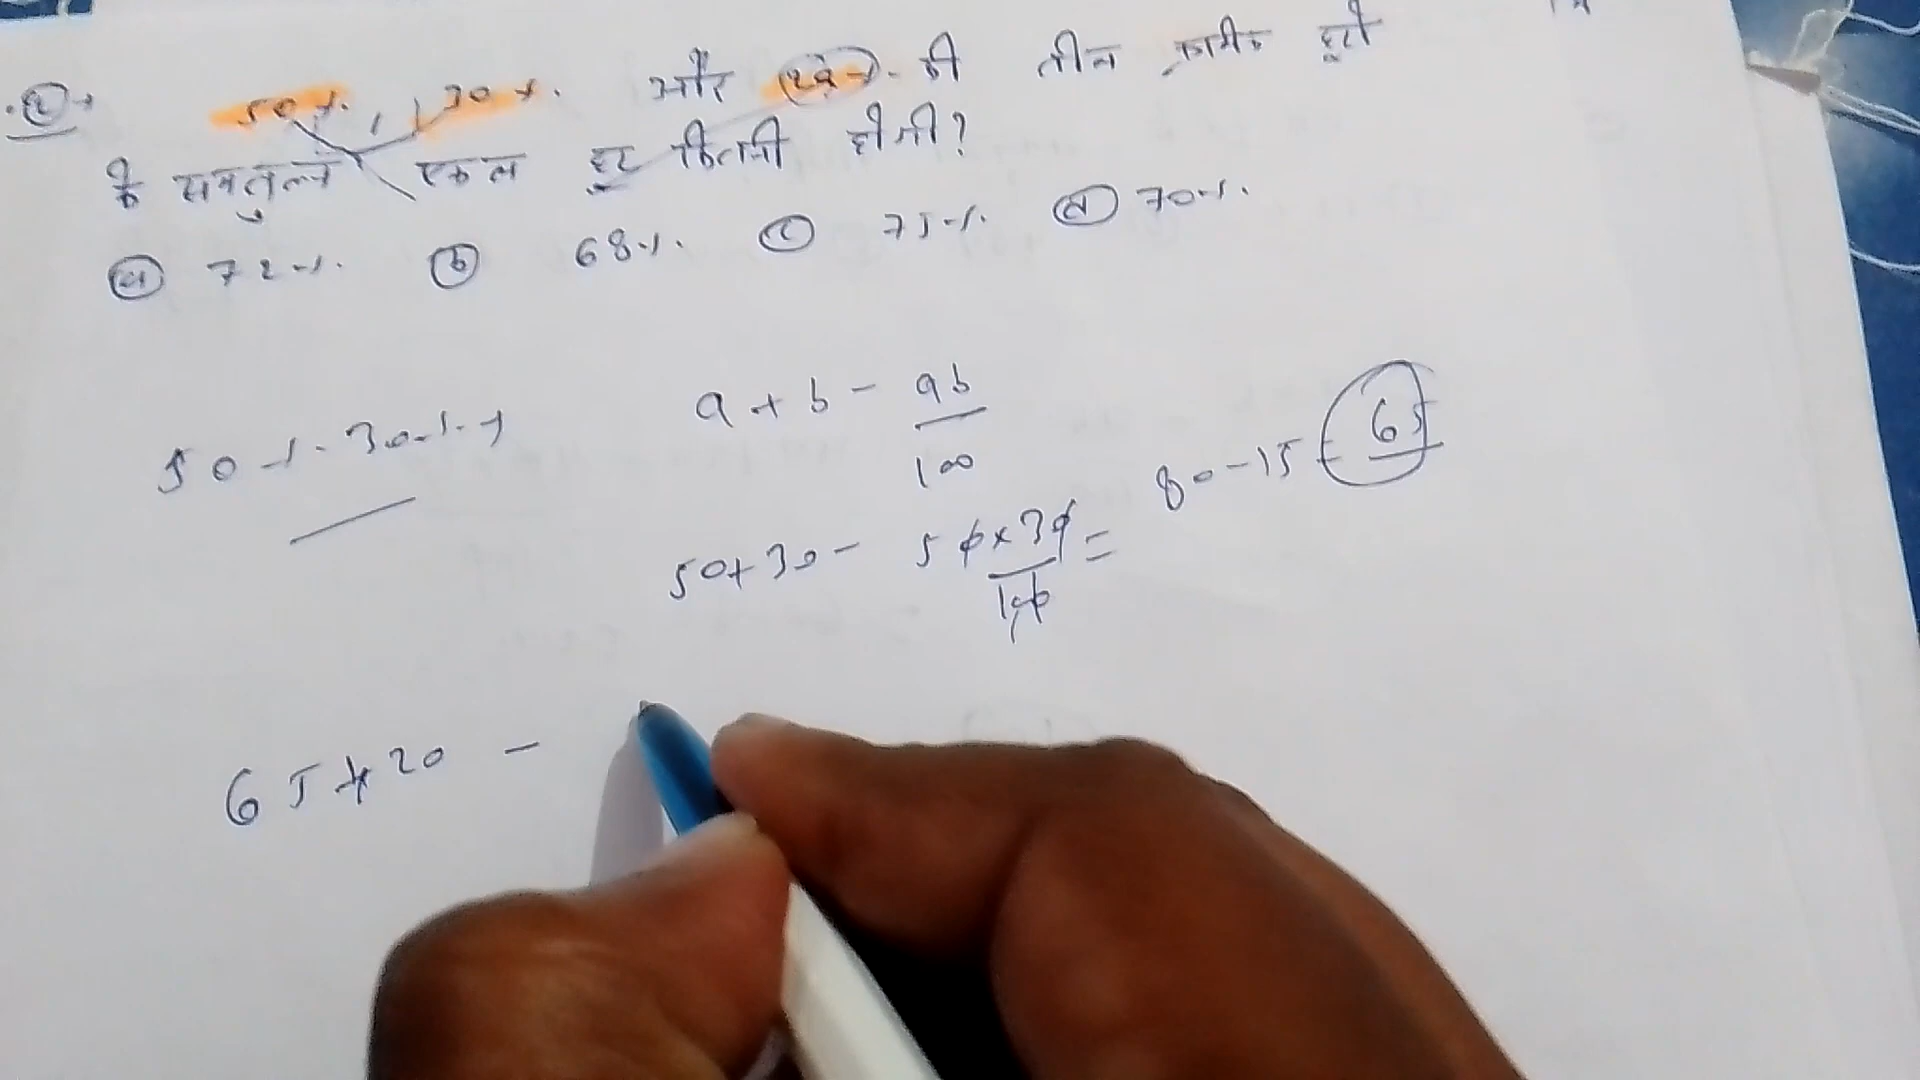 50%, 30% और 20% की तीन क्रमिक छूटो
के समतुल्य एकल छूट कितनी होगी?
(a) 72% (b) 68% (c) 75% (d) 70%
50% 30%
a + b - ab/100
50+30 - 50×30/100 = 80-15 = 65
65+20 -